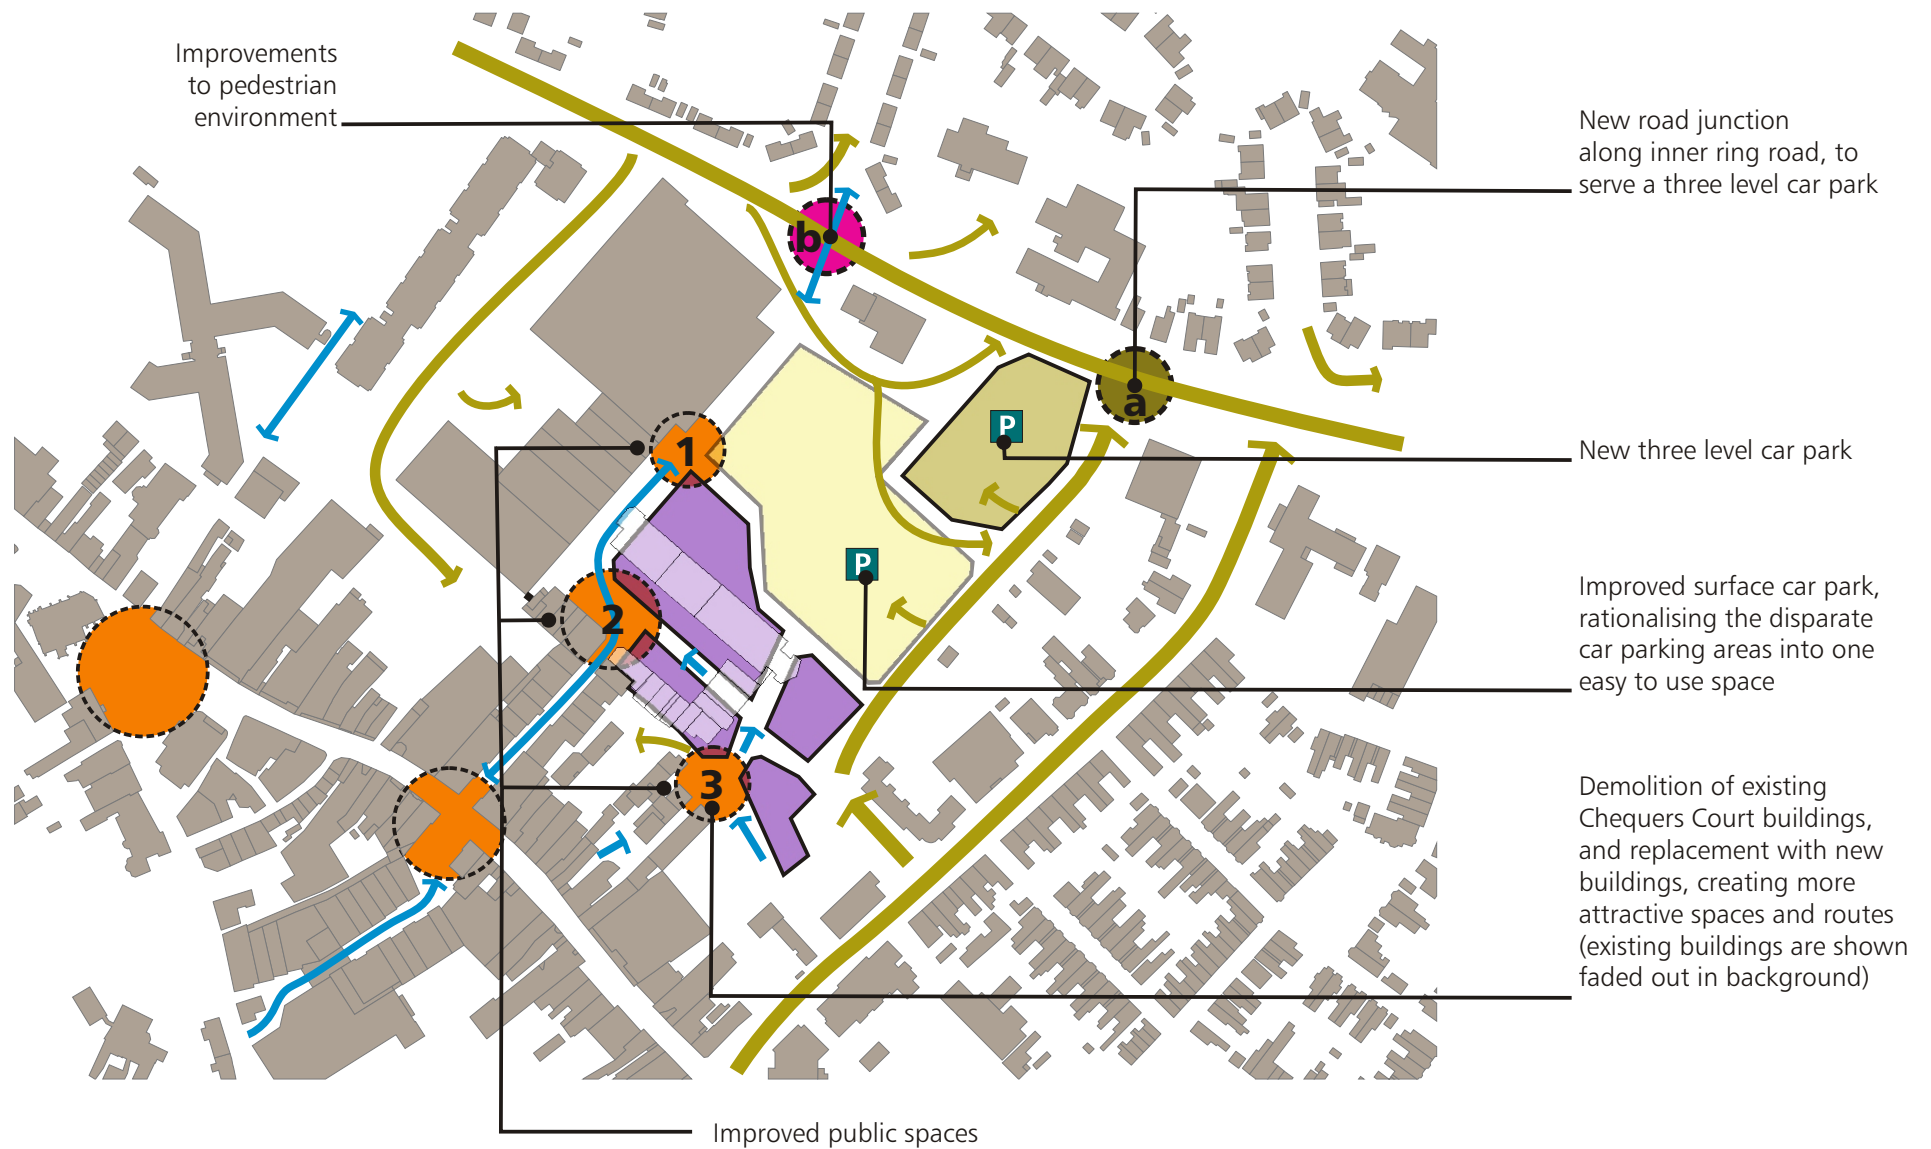 Improvements
to pedestrian
environment
New road junction
along inner ring road, to
serve a three level car park
b
a
P
New three level car park
1
P
Improved surface car park,
rationalising the disparate
car parking areas into one
easy to use space
2
3
Demolition of existing
Chequers Court buildings,
and replacement with new
buildings, creating more
attractive spaces and routes
(existing buildings are shown
faded out in background)
Improved public spaces